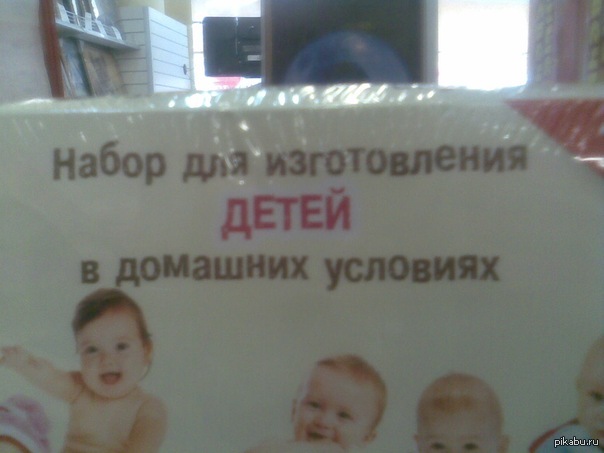 Набор для изготовления
ДЕТЕЙ
в домашних условиях
pikabu.ru